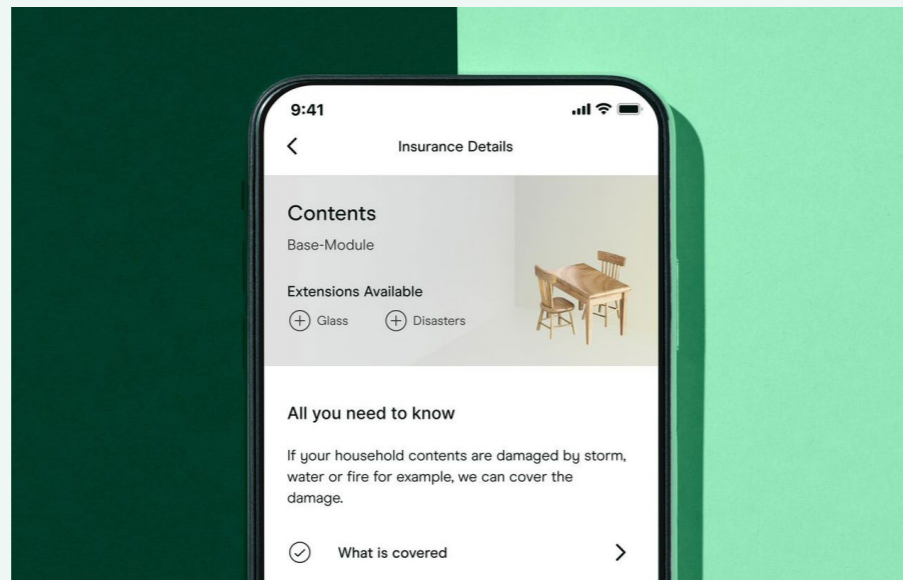 9:41
Insurance Details
Contents
Base-Module
Extensions Available
Glass Disasters
All you need to know
If your household contents are damaged by storm,
water or fire for example, we can cover the
damage.
What is covered